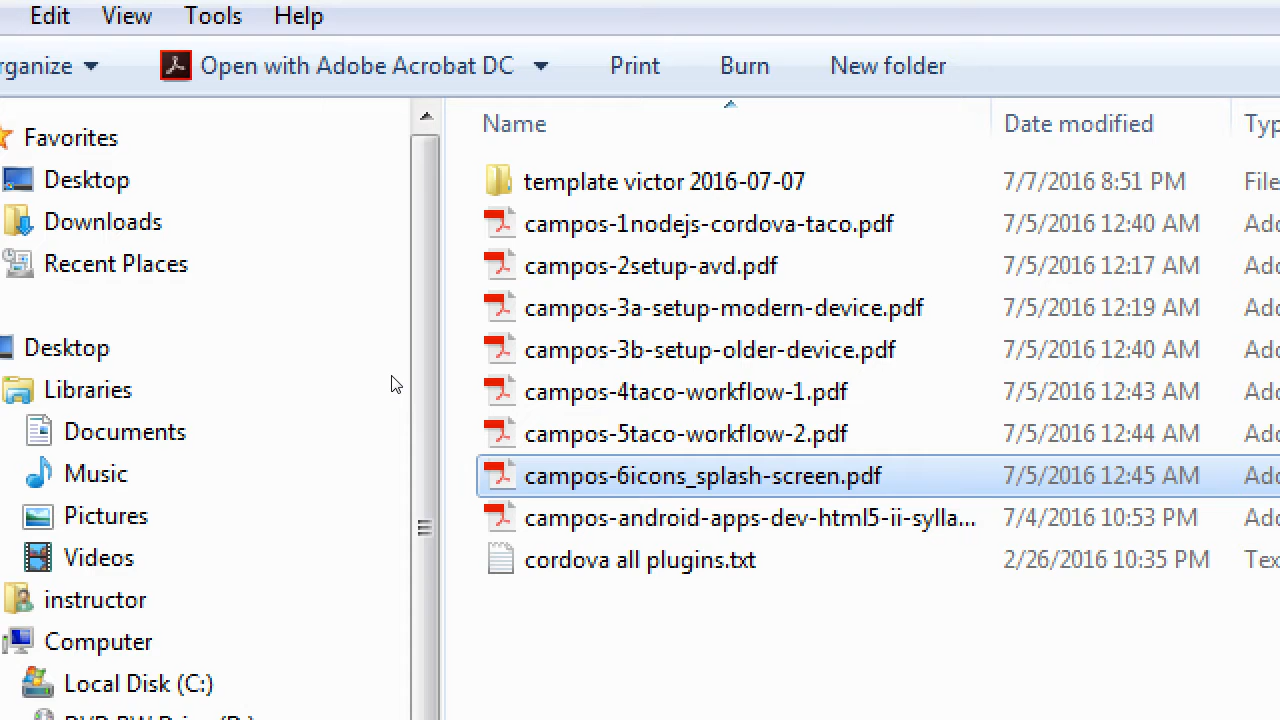 Edit View Tools Help
rganize Open with Adobe Acrobat DC Print Burn New folder
Name Date modified Typ
Favorites
Desktop
Downloads
Recent Places
Desktop
Libraries
Documents
Music
Pictures
Videos
instructor
Computer
Local Disk (C:)
template victor 2016-07-07 7/7/2016 8:51 PM File
campos-1nodejs-cordova-taco.pdf 7/5/2016 12:40 AM Ado
campos-2setup-avd.pdf 7/5/2016 12:17 AM Ado
campos-3a-setup-modern-device.pdf 7/5/2016 12:19 AM Ado
campos-3b-setup-older-device.pdf 7/5/2016 12:40 AM Ado
campos-4taco-workflow-1.pdf 7/5/2016 12:43 AM Ado
campos-5taco-workflow-2.pdf 7/5/2016 12:44 AM Ado
campos-6icons_splash-screen.pdf 7/5/2016 12:45 AM Ado
campos-android-apps-dev-html5-ii-sylla... 7/4/2016 10:53 PM Ado
cordova all plugins.txt 2/26/2016 10:35 PM Tex